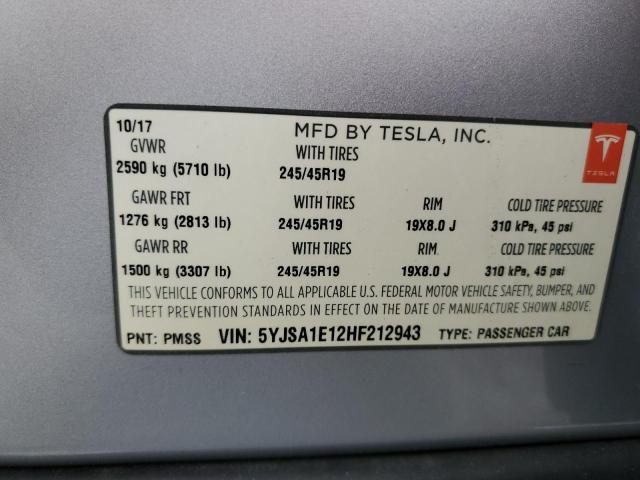 10/17 MFD BY TESLA, INC.
GVWR WITH TIRES
2590 kg (5710 lb) 245/45R19
TESLA
GAWR FRT WITH TIRES RIM COLD TIRE PRESSURE
1276 kg (2813 lb) 245/45R19 19X8.0 J 310 kPa, 45 psi
GAWR RR WITH TIRES RIM COLD TIRE PRESSURE
1500 kg (3307 lb) 245/45R19 19X8.0 J 310 kPa, 45 psi
THIS VEHICLE CONFORMS TO ALL APPLICABLE U.S. FEDERAL MOTOR VEHICLE SAFETY, BUMPER, AND
THEFT PREVENTION STANDARDS IN EFFECT ON THE DATE OF MANUFACTURE SHOWN ABOVE.
PNT: PMSS VIN: 5YJSA1E12HF212943 TYPE: PASSENGER CAR